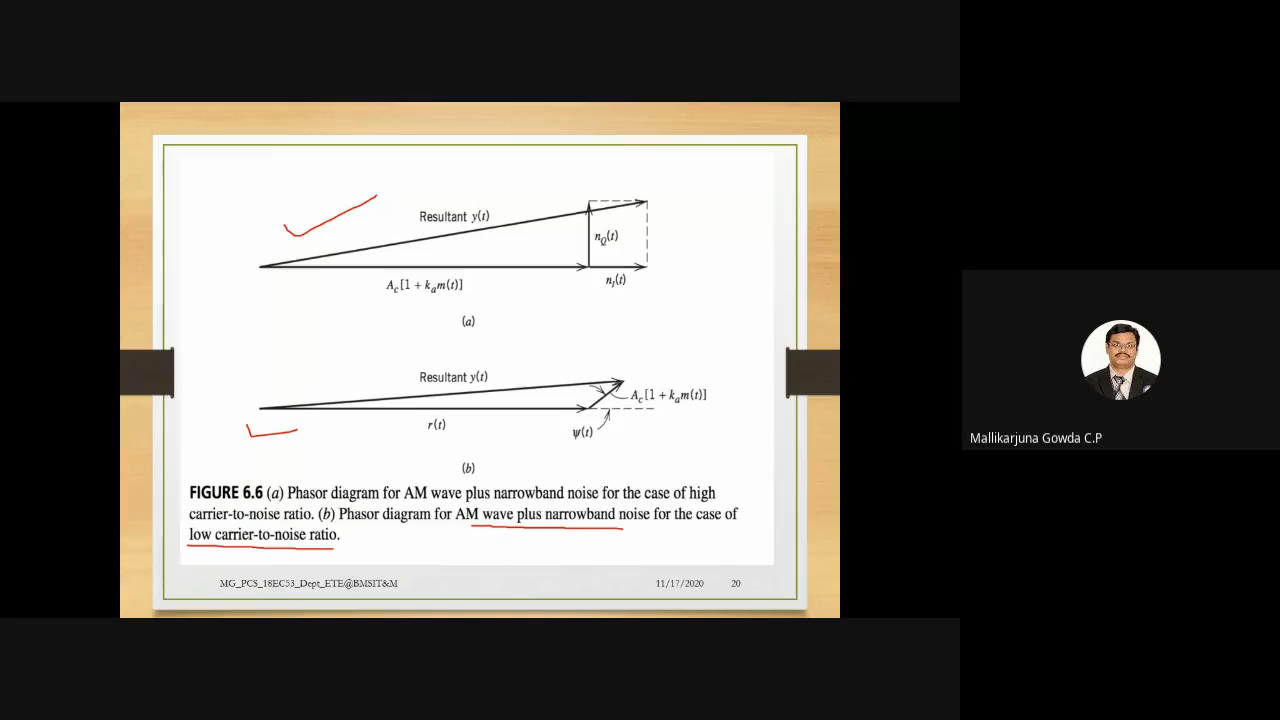 Resultant y(t)
n_Q(t)
A_c[1 + k_a m(t)]
n_I(t)
(a)
Resultant y(t)
A_c[1 + k_a m(t)]
r(t)
ψ(t)
(b)
FIGURE 6.6 (a) Phasor diagram for AM wave plus narrowband noise for the case of high
carrier-to-noise ratio. (b) Phasor diagram for AM wave plus narrowband noise for the case of
low carrier-to-noise ratio.
MG_PCS_18EC53_Dept_ETE@BMSIT&M 11/17/2020 20
Mallikarjuna Gowda C.P